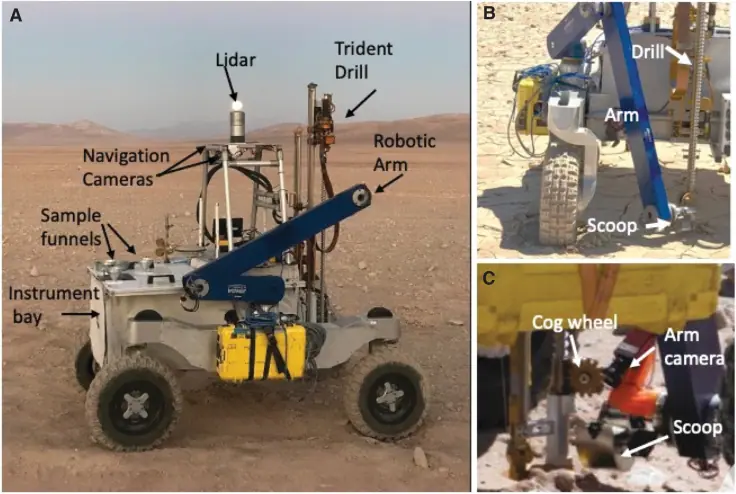 A
Lidar
Trident
Drill
Navigation
Cameras
Robotic
Arm
Sample
funnels
Instrument
bay
B
Drill
Arm
Scoop
C
Cog wheel
Arm
camera
Scoop